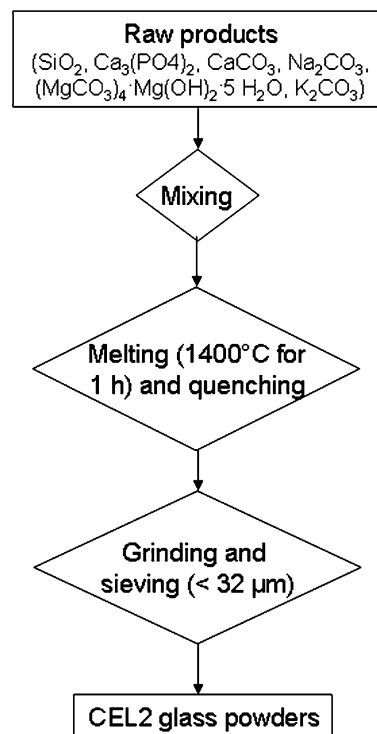 Raw products
(SiO₂, Ca₃(PO4)₂, CaCO₃, Na₂CO₃,
(MgCO₃)₄·Mg(OH)₂·5 H₂O, K₂CO₃)
Mixing
Melting (1400°C for
1 h) and quenching
Grinding and
sieving (< 32 µm)
CEL2 glass powders